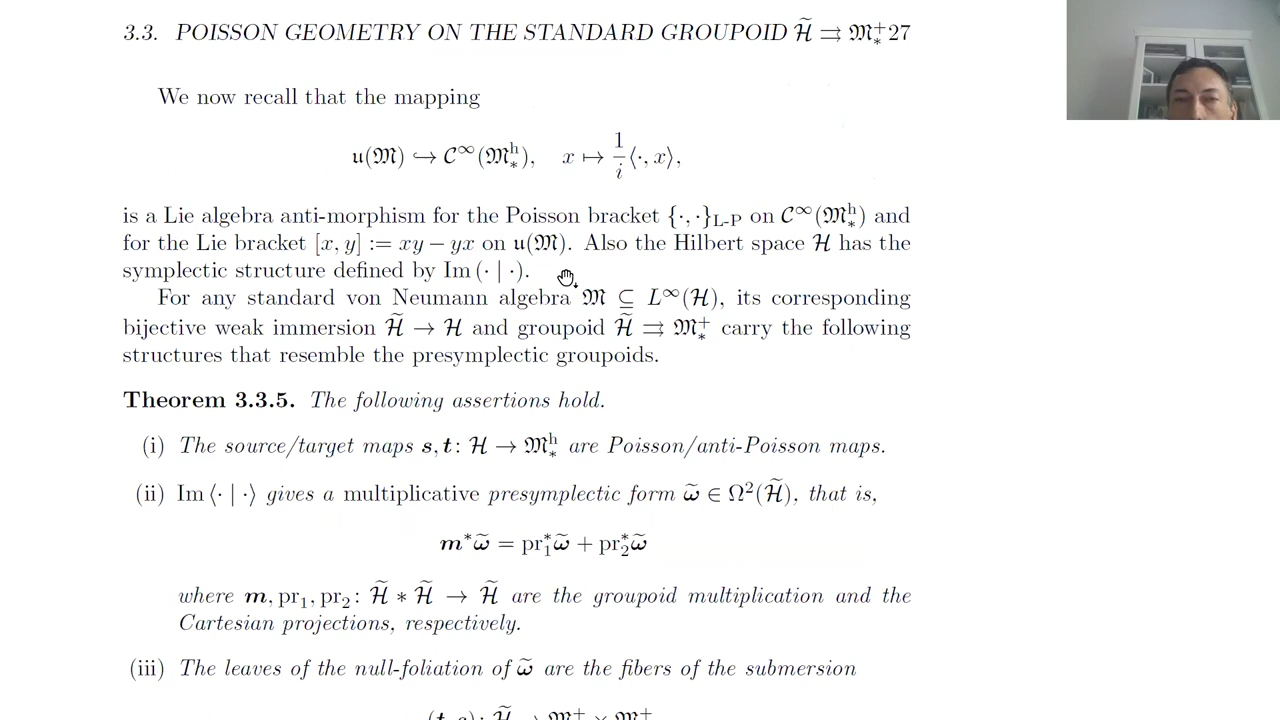 3.3. POISSON GEOMETRY ON THE STANDARD GROUPOID H̃ ⇉ 𝔐⁺∗ 27
We now recall that the mapping
𝔲(𝔐) ↪ 𝒞^∞(𝔐^h_∗), x ↦ 1/i ⟨·, x⟩,
is a Lie algebra anti-morphism for the Poisson bracket {·, ·}_{L-P} on 𝒞^∞(𝔐^h_∗) and
for the Lie bracket [x, y] := xy − yx on 𝔲(𝔐). Also the Hilbert space ℋ has the
symplectic structure defined by Im (· | ·).
For any standard von Neumann algebra 𝔐 ⊆ L^∞(ℋ), its corresponding
bijective weak immersion ℋ̃ → ℋ and groupoid ℋ̃ ⇉ 𝔐⁺∗ carry the following
structures that resemble the presymplectic groupoids.
Theorem 3.3.5. The following assertions hold.
(i) The source/target maps s, t: ℋ → 𝔐^h_∗ are Poisson/anti-Poisson maps.
(ii) Im ⟨· | ·⟩ gives a multiplicative presymplectic form ω̃ ∈ Ω²(ℋ̃), that is,
m*ω̃ = pr₁*ω̃ + pr₂*ω̃
where m, pr₁, pr₂: ℋ̃ ∗ ℋ̃ → ℋ̃ are the groupoid multiplication and the
Cartesian projections, respectively.
(iii) The leaves of the null-foliation of ω̃ are the fibers of the submersion